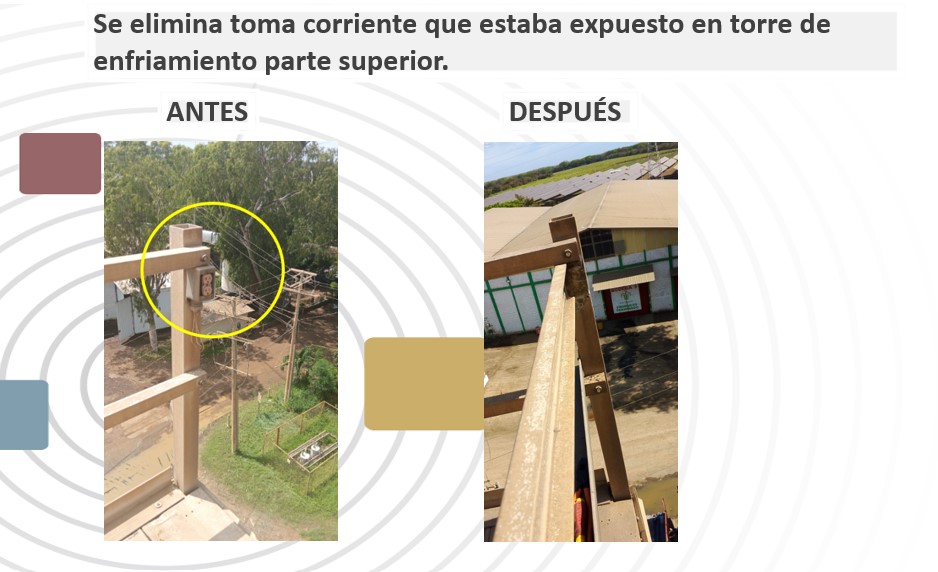 Se elimina toma corriente que estaba expuesto en torre de
enfriamiento parte superior.
ANTES
DESPUÉS